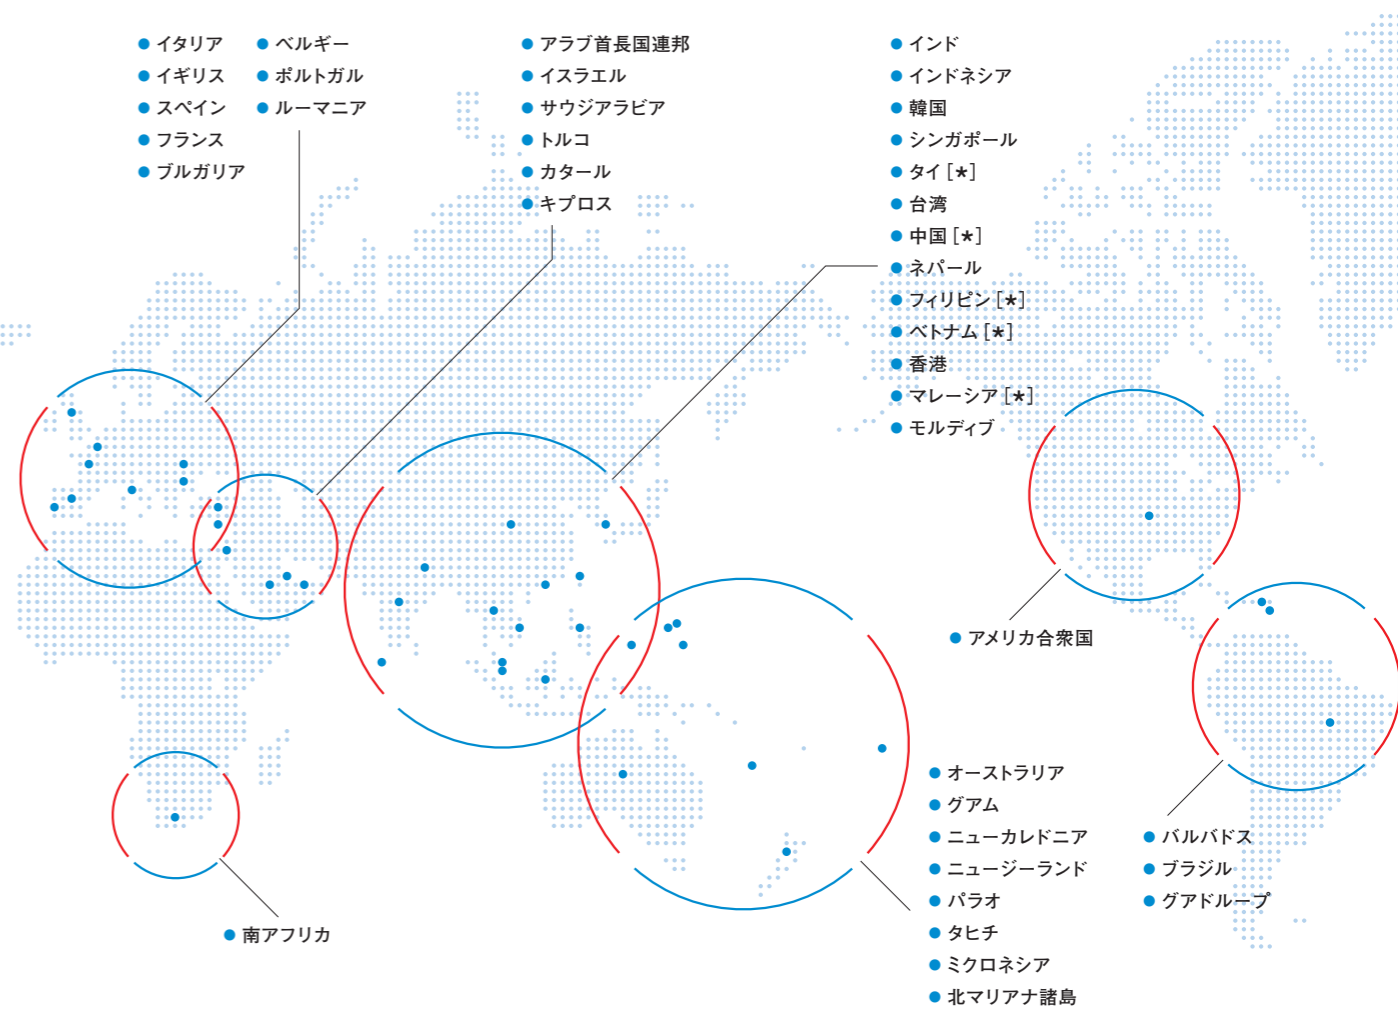 イタリア
イギリス
スペイン
フランス
ブルガリア
ベルギー
ポルトガル
ルーマニア
アラブ首長国連邦
イスラエル
サウジアラビア
トルコ
カタール
キプロス
インド
インドネシア
韓国
シンガポール
タイ [★]
台湾
中国 [★]
ネパール
フィリピン [★]
ベトナム [★]
香港
マレーシア [★]
モルディブ
アメリカ合衆国
オーストラリア
グアム
ニューカレドニア
ニュージーランド
パラオ
タヒチ
ミクロネシア
北マリアナ諸島
バルバドス
ブラジル
グアドループ
南アフリカ